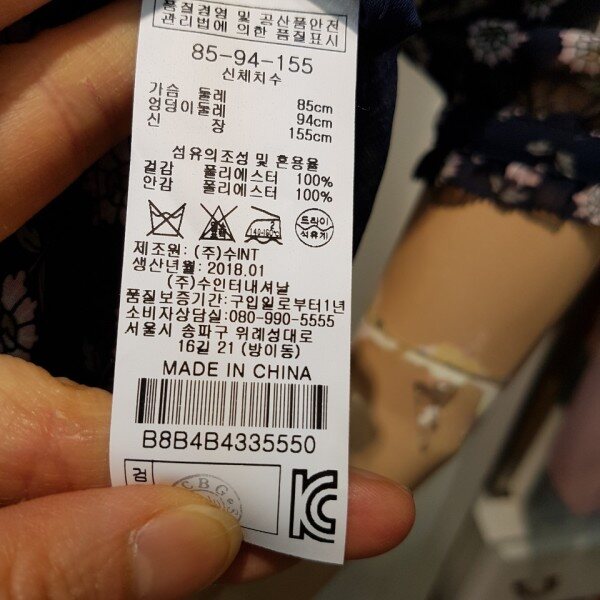 품질경영 및 공산품안전
관리법에 의한 품질표시
85-94-155
신체치수
가슴 둘레 85cm
엉덩이둘레 94cm
신 장 155cm
섬유의조성 및 혼용율
겉감 폴리에스터 100%
안감 폴리에스터 100%
드라이
석유계
제조원: (주)수INT
생산년월: 2018.01
(주)수인터내셔날
품질보증기간:구입일로부터1년
소비자상담실:080-990-5555
서울시 송파구 위례성대로
16길 21 (방이동)
MADE IN CHINA
B8B4B4335550
검